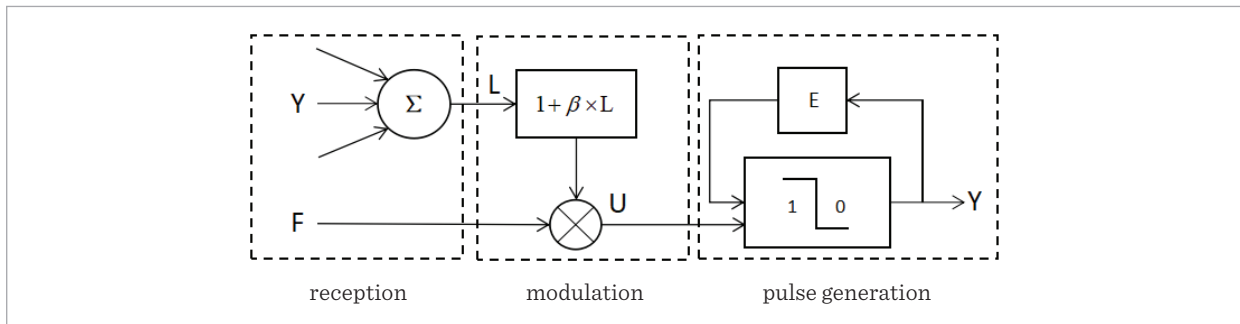 Y
Σ
L
1 + β × L
E
F
U
1 0
Y
reception
modulation
pulse generation